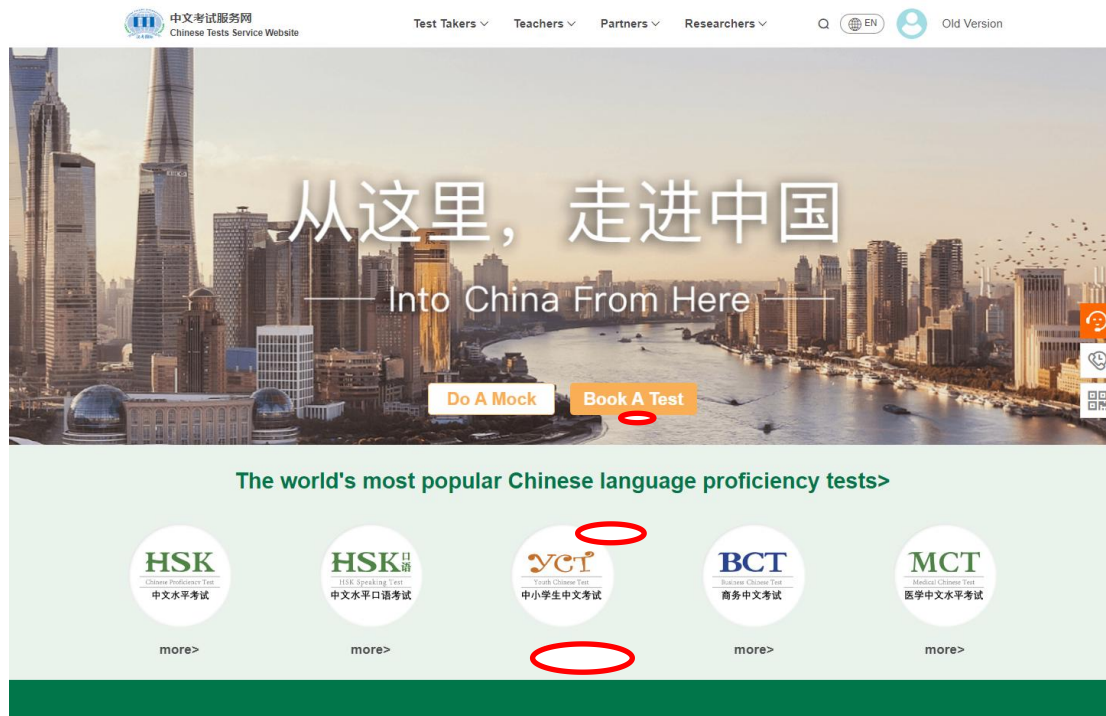 中文考试服务网
Chinese Tests Service Website
Test Takers
Teachers
Partners
Researchers
EN
Old Version
从这里，走进中国
Into China From Here
Do A Mock
Book A Test
The world's most popular Chinese language proficiency tests>
HSK
Chinese Proficiency Test
中文水平考试
HSK口语
HSK Speaking Test
中文水平口语考试
YCT
Youth Chinese Test
中小学生中文考试
BCT
Business Chinese Test
商务中文考试
MCT
Medical Chinese Test
医学中文水平考试
more>
more>
more>
more>